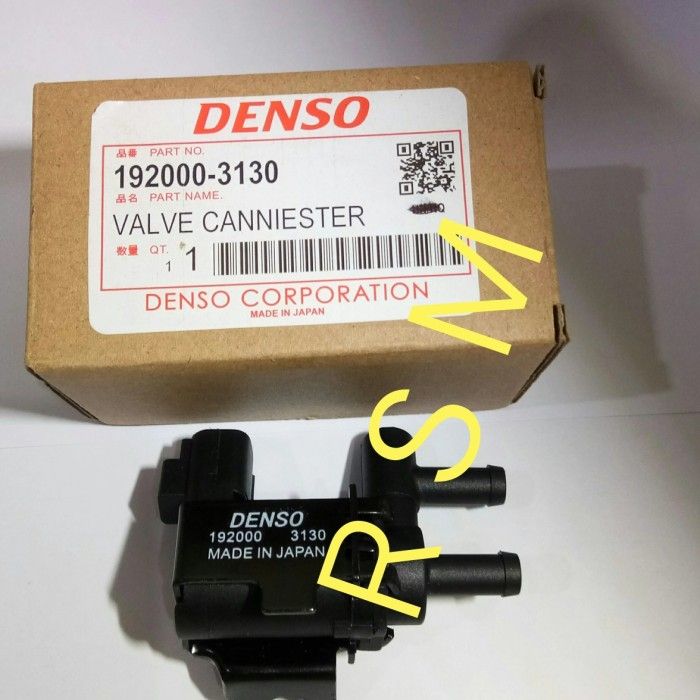 DENSO
品番 PART NO.
192000-3130
品名 PART NAME.
VALVE CANNIESTER
数量 QT. 1 1
DENSO CORPORATION
MADE IN JAPAN
DENSO
192000 3130
MADE IN JAPAN
R S M